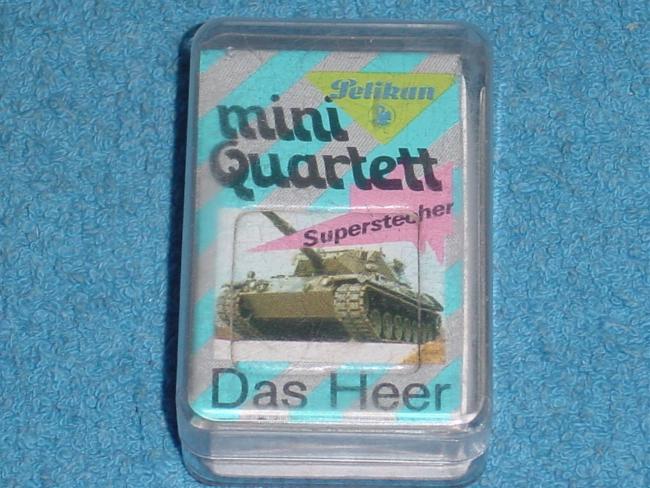 Pelikan
mini
Quartett
Superstecher
Das Heer